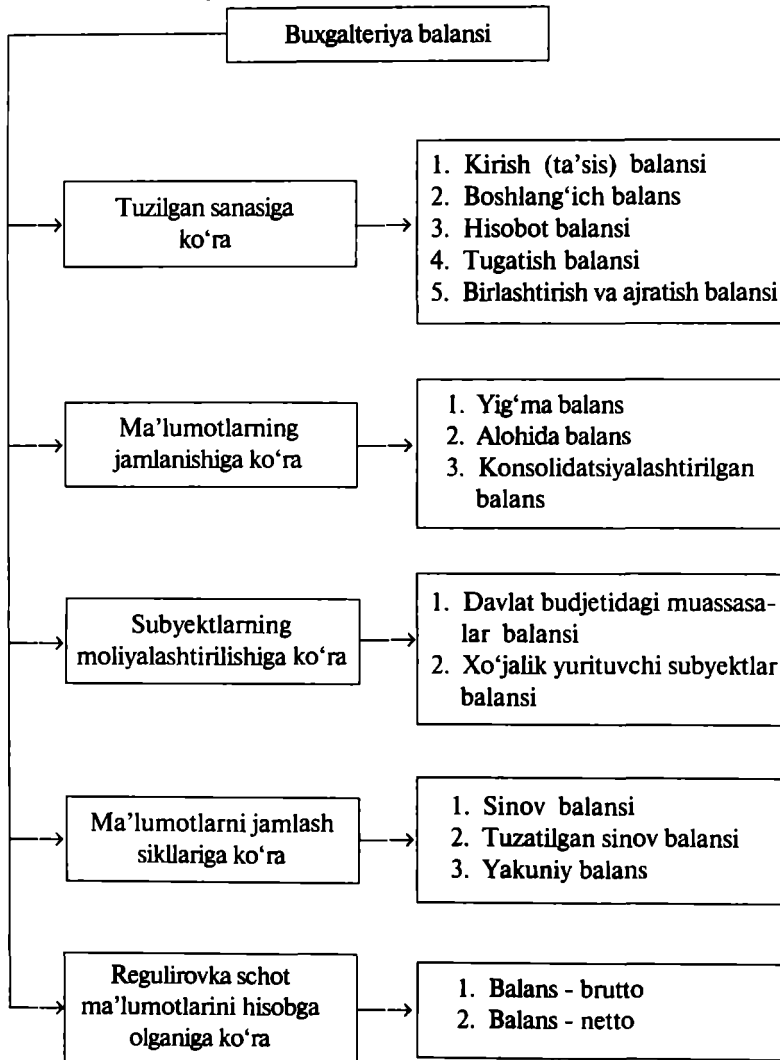 Buxgalteriya balansi
Tuzilgan sanasiga
ko‘ra
1. Kirish (ta’sis) balansi
2. Boshlang‘ich balans
3. Hisobot balansi
4. Tugatish balansi
5. Birlashtirish va ajratish balansi
Ma’lumotlarning
jamlanishiga ko‘ra
1. Yig‘ma balans
2. Alohida balans
3. Konsolidatsiyalashtirilgan
balans
Subyektlarning
moliyalashtirilishiga ko‘ra
1. Davlat budjetidagi muassasa-
lar balansi
2. Xo‘jalik yurituvchi subyektlar
balansi
Ma’lumotlarni jamlash
sikllariga ko‘ra
1. Sinov balansi
2. Tuzatilgan sinov balansi
3. Yakuniy balans
Regulirovka schot
ma’lumotlarini hisobga
olganiga ko‘ra
1. Balans - brutto
2. Balans - netto